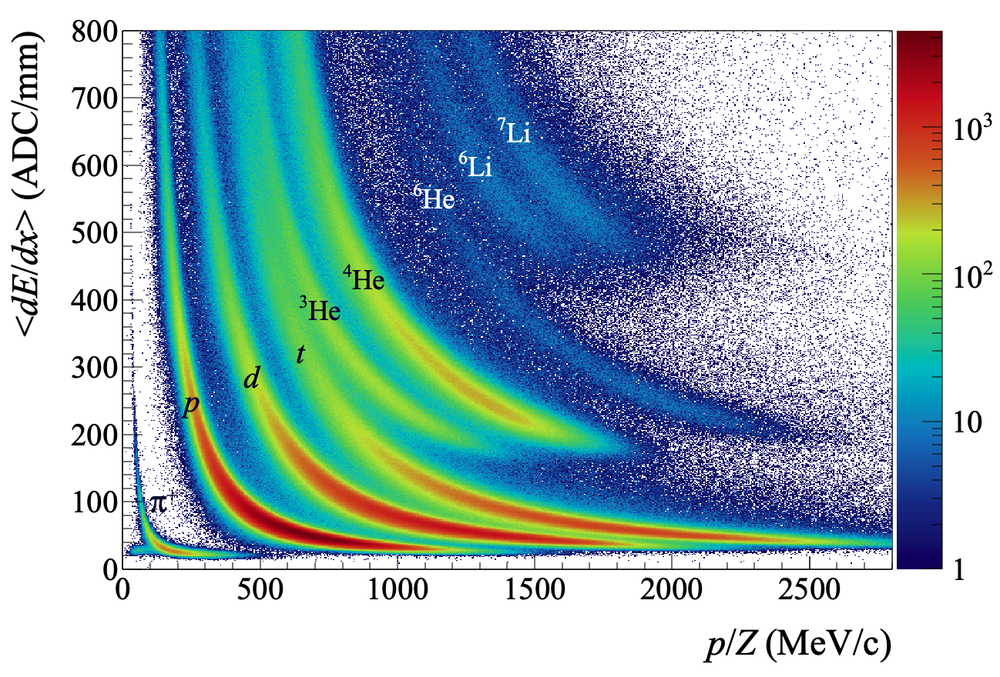 <dE/dx> (ADC/mm)
800
700
600
500
400
300
200
100
0
⁷Li
⁶Li
⁶He
⁴He
³He
t
d
p
π⁺
0 500 1000 1500 2000 2500
p/Z (MeV/c)
10³
10²
10
1